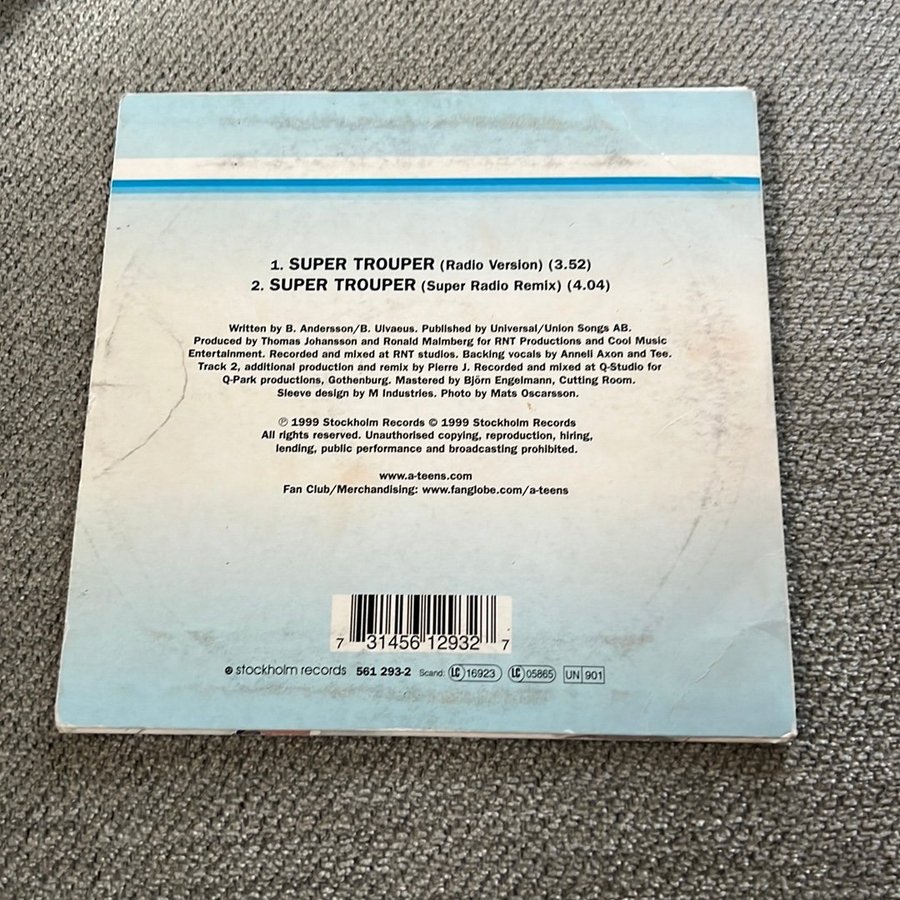 1. SUPER TROUPER (Radio Version) (3.52)
2. SUPER TROUPER (Super Radio Remix) (4.04)
Written by B. Andersson/B. Ulvaeus. Published by Universal/Union Songs AB.
Produced by Thomas Johansson and Ronald Malmberg for RNT Productions and Cool Music
Entertainment. Recorded and mixed at RNT studios. Backing vocals by Anneli Axon and Tee.
Track 2, additional production and remix by Pierre J. Recorded and mixed at Q-Studio for
Q-Park productions, Gothenburg. Mastered by Björn Engelmann, Cutting Room.
Sleeve design by M Industries. Photo by Mats Oscarsson.
℗ 1999 Stockholm Records © 1999 Stockholm Records
All rights reserved. Unauthorised copying, reproduction, hiring,
lending, public performance and broadcasting prohibited.
www.a-teens.com
Fan Club/Merchandising: www.fanglobe.com/a-teens
7 31456 12932 7
stockholm records 561 293-2 Scand: LC 16923 LC 05865 UN 901